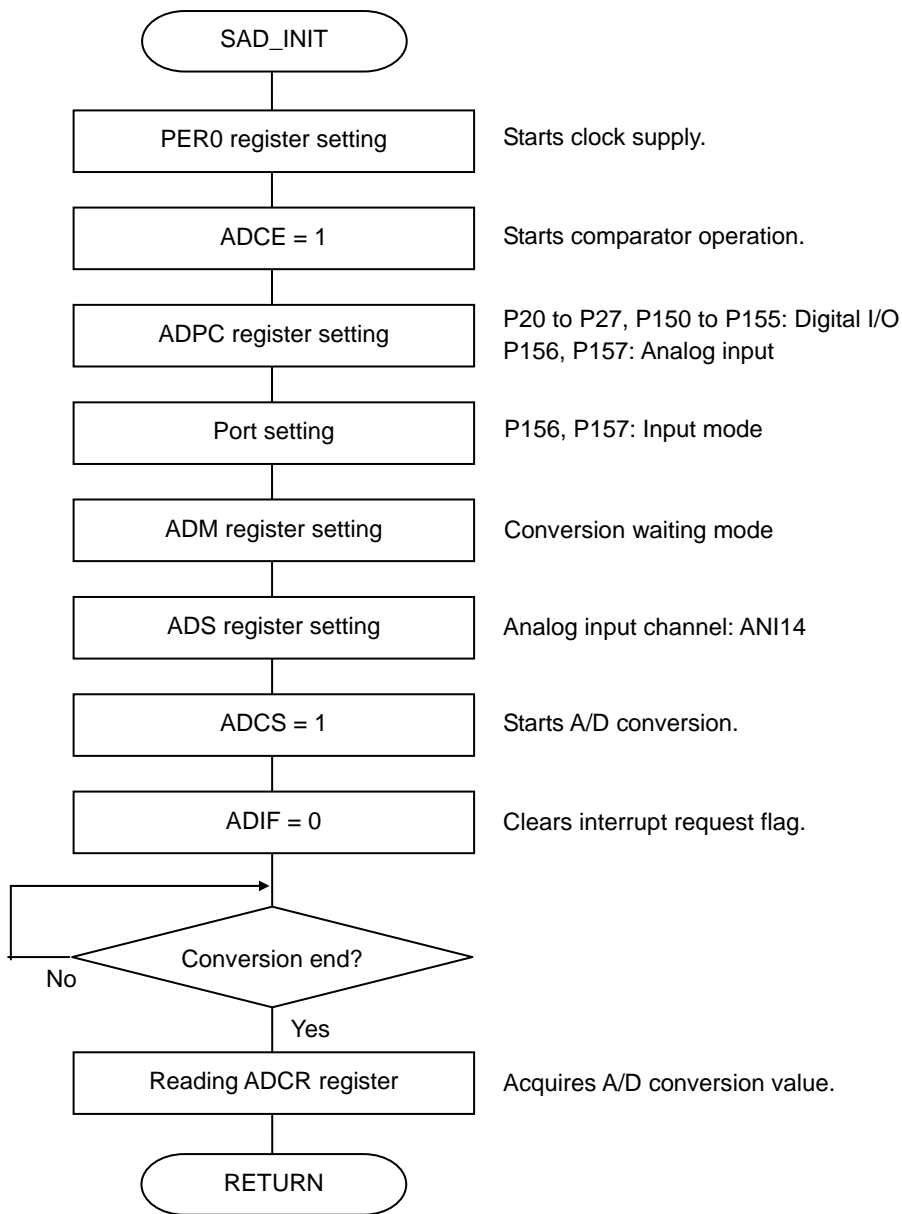 SAD_INIT
PER0 register setting
Starts clock supply.
ADCE = 1
Starts comparator operation.
ADPC register setting
P20 to P27, P150 to P155: Digital I/O
P156, P157: Analog input
Port setting
P156, P157: Input mode
ADM register setting
Conversion waiting mode
ADS register setting
Analog input channel: ANI14
ADCS = 1
Starts A/D conversion.
ADIF = 0
Clears interrupt request flag.
Conversion end?
No
Yes
Reading ADCR register
Acquires A/D conversion value.
RETURN